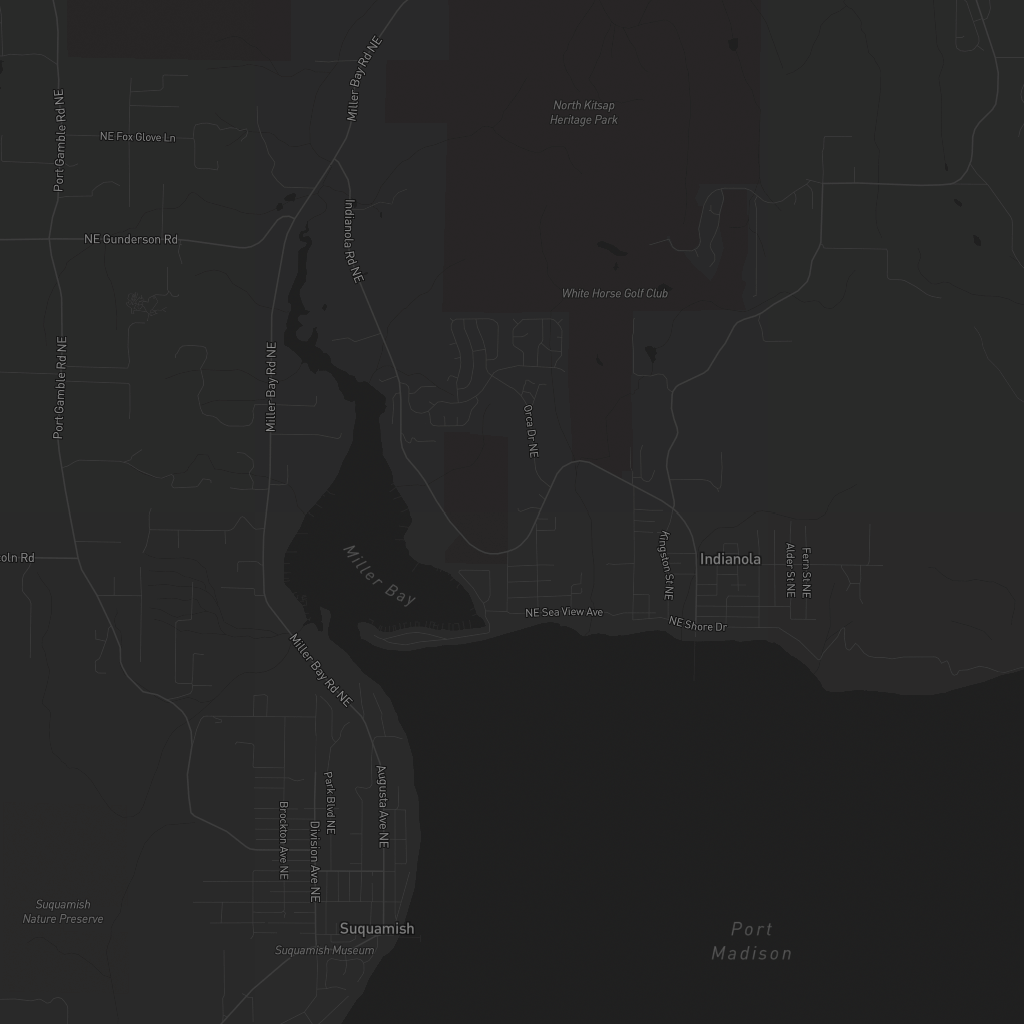 Miller Bay Rd NE
Port Gamble Rd NE
North Kitsap
Heritage Park
NE Fox Glove Ln
Indianola Rd NE
NE Gunderson Rd
White Horse Golf Club
Port Gamble Rd NE
Miller Bay Rd NE
Orca Dr NE
oln Rd
Miller Bay
Kingston St NE
Indianola
Alder St NE
Fern St NE
NE Sea View Ave
NE Shore Dr
Miller Bay Rd NE
Park Blvd NE
Augusta Ave NE
Brockton Ave NE
Division Ave NE
Suquamish
Nature Preserve
Suquamish
Suquamish Museum
Port
Madison